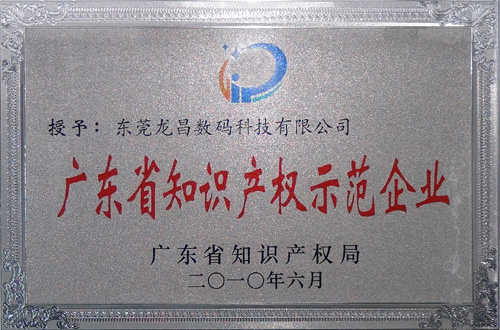 授予：东莞龙昌数码科技有限公司
广东省知识产权示范企业
广东省知识产权局
二〇一〇年六月